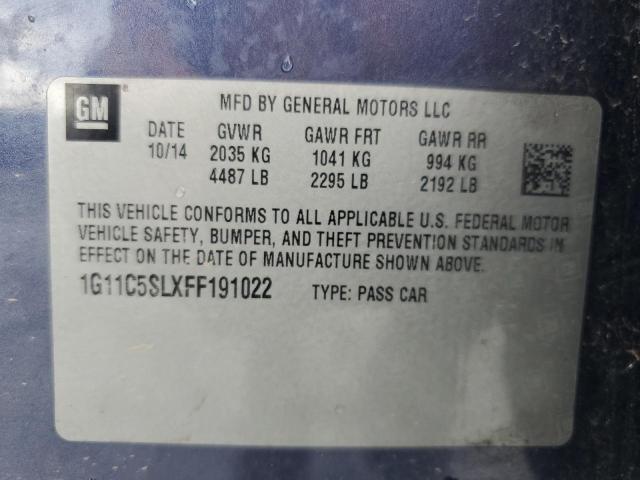 GM
MFD BY GENERAL MOTORS LLC
DATE GVWR GAWR FRT GAWR RR
10/14 2035 KG 1041 KG 994 KG
4487 LB 2295 LB 2192 LB
THIS VEHICLE CONFORMS TO ALL APPLICABLE U.S. FEDERAL MOTOR
VEHICLE SAFETY, BUMPER, AND THEFT PREVENTION STANDARDS IN
EFFECT ON THE DATE OF MANUFACTURE SHOWN ABOVE.
1G11C5SLXFF191022 TYPE: PASS CAR